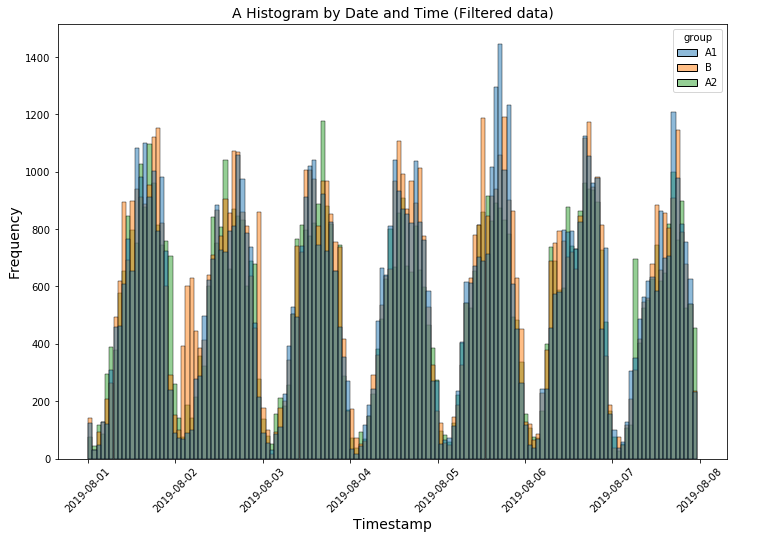 A Histogram by Date and Time (Filtered data)
group
A1
B
A2
Frequency
1400
1200
1000
800
600
400
200
0
2019-08-01
2019-08-02
2019-08-03
2019-08-04
2019-08-05
2019-08-06
2019-08-07
2019-08-08
Timestamp